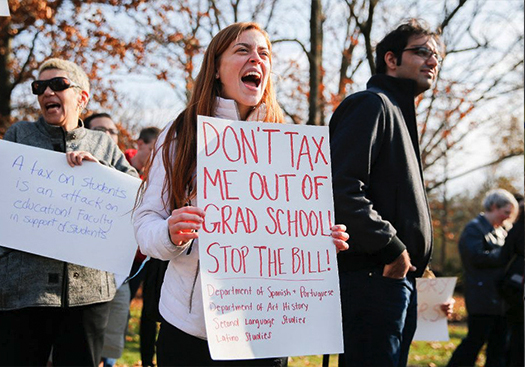 A tax on Students
is an attack on
education! Faculty
in support of students
DON'T TAX
ME OUT OF
GRAD SCHOOL!
STOP THE BILL!
Department of Spanish + Portuguese
Department of Art History
Second Language Studies
Latino Studies